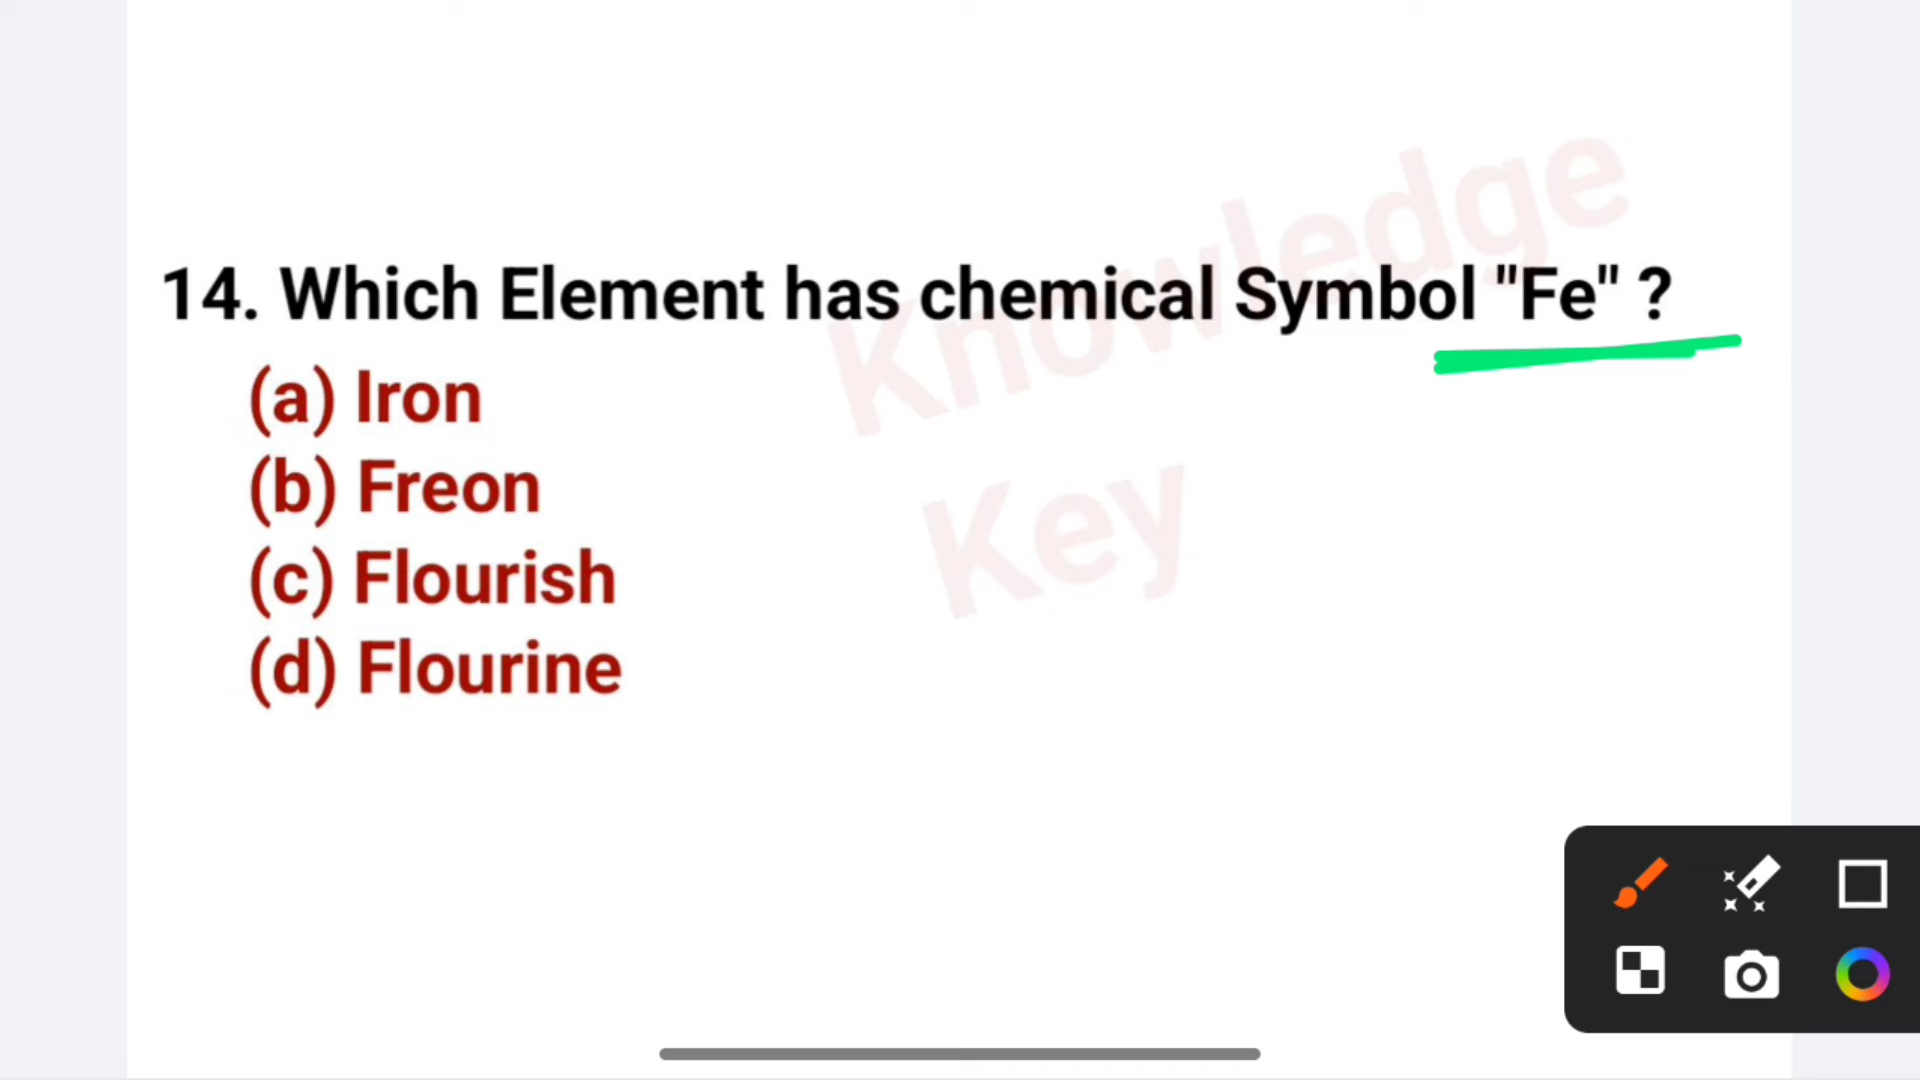 14. Which Element has chemical Symbol "Fe" ?
(a) Iron
(b) Freon
(c) Flourish
(d) Flourine
Knowledge
Key